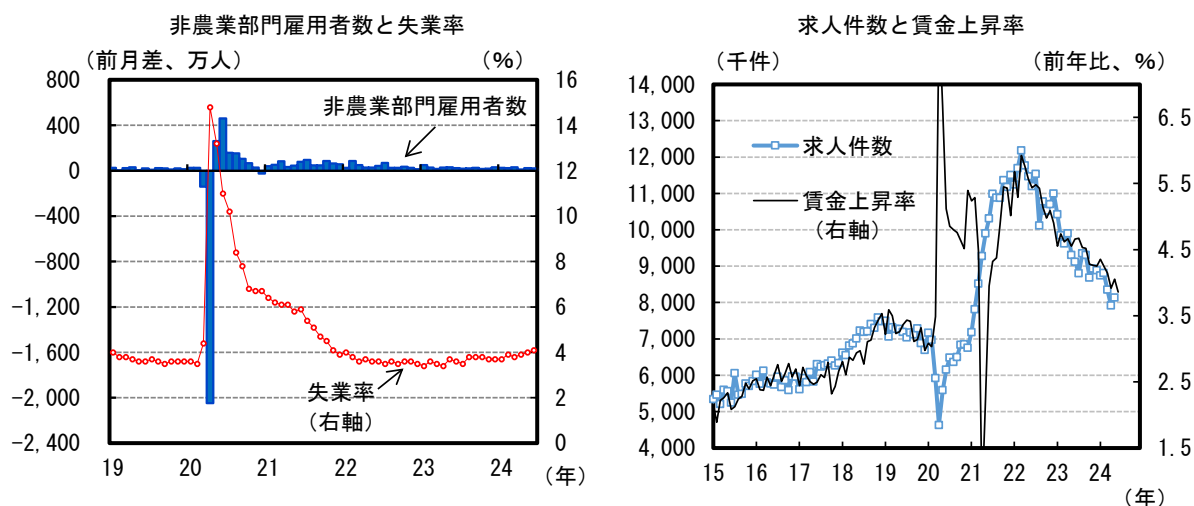 非農業部門雇用者数と失業率
（前月差、万人）
（%）
800
400
0
−400
−800
−1,200
−1,600
−2,000
−2,400
16
14
12
10
8
6
4
2
0
非農業部門雇用者数
失業率
（右軸）
19 20 21 22 23 24
（年）
求人件数と賃金上昇率
（千件）
（前年比、%）
14,000
13,000
12,000
11,000
10,000
9,000
8,000
7,000
6,000
5,000
4,000
6.5
5.5
4.5
3.5
2.5
1.5
求人件数
賃金上昇率
（右軸）
15 16 17 18 19 20 21 22 23 24
（年）